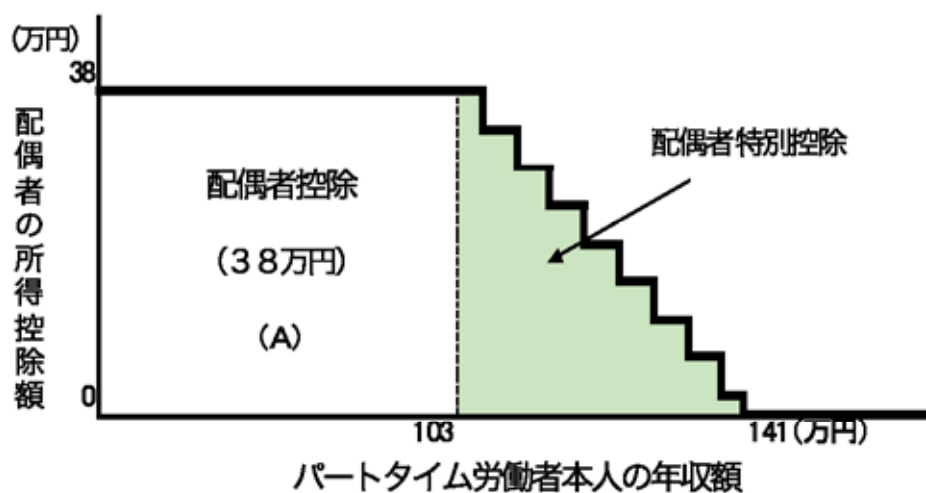 (万円)
38
配偶者の所得控除額
配偶者控除
(38万円)
(A)
配偶者特別控除
0
103
141(万円)
パートタイム労働者本人の年収額